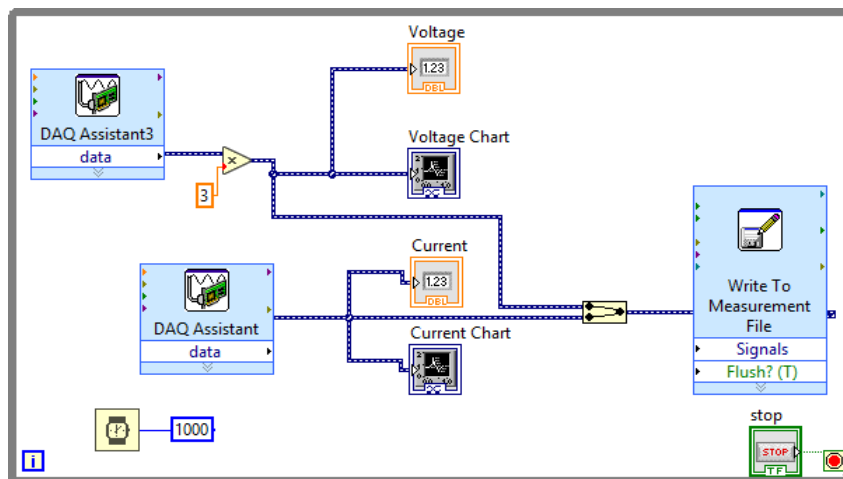 Voltage
1.23
DBL
DAQ Assistant3
data
×
3
Voltage Chart
Current
1.23
DBL
DAQ Assistant
data
Current Chart
Write To
Measurement
File
Signals
Flush? (T)
1000
i
stop
STOP
TF